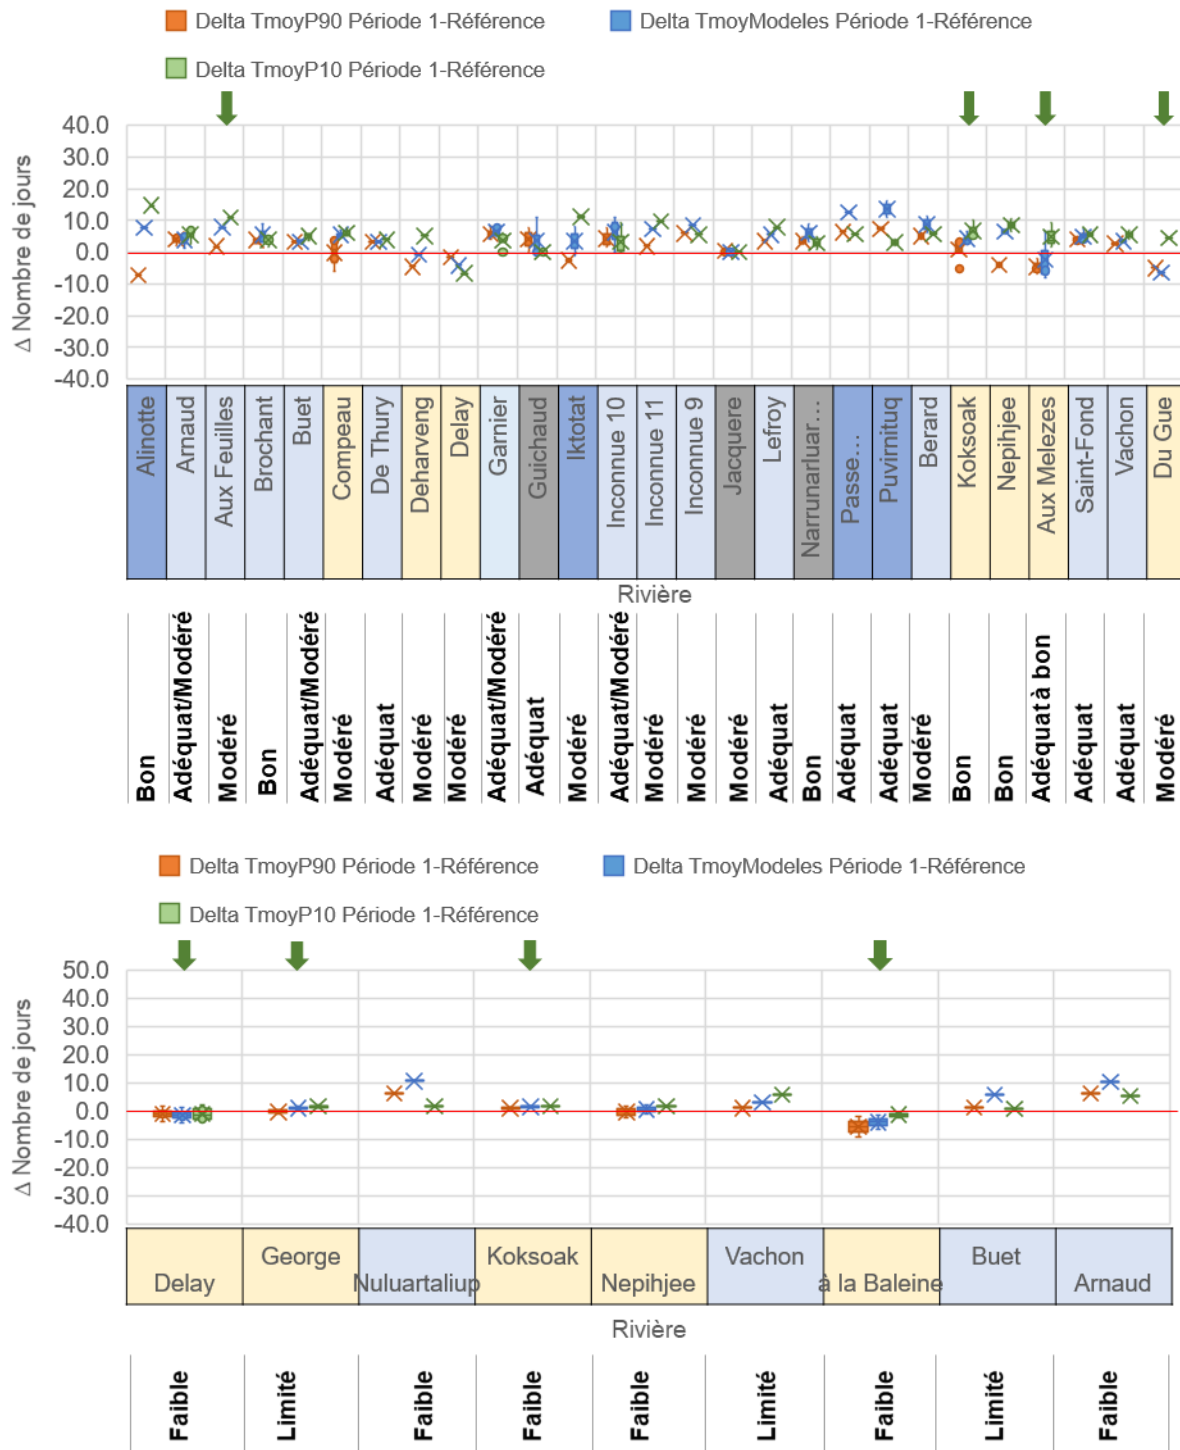 Delta TmoyP90 Période 1-Référence
Delta TmoyModeles Période 1-Référence
Delta TmoyP10 Période 1-Référence
Δ Nombre de jours
40.0
30.0
20.0
10.0
0.0
-10.0
-20.0
-30.0
-40.0
Alinotte
Arnaud
Aux Feuilles
Brochant
Buet
Compeau
De Thury
Deharveng
Delay
Garnier
Guichaud
Iktotat
Inconnue 10
Inconnue 11
Inconnue 9
Jacquere
Lefroy
Narrunarluar…
Passe…
Puvirnituq
Berard
Koksoak
Nepihjee
Aux Melezes
Saint-Fond
Vachon
Du Gue
Rivière
Bon
Adéquat/Modéré
Modéré
Bon
Adéquat/Modéré
Modéré
Adéquat
Modéré
Modéré
Adéquat/Modéré
Adéquat
Modéré
Adéquat/Modéré
Modéré
Modéré
Modéré
Adéquat
Bon
Adéquat
Adéquat
Modéré
Bon
Bon
Adéquat à bon
Adéquat
Adéquat
Modéré
Delta TmoyP90 Période 1-Référence
Delta TmoyModeles Période 1-Référence
Delta TmoyP10 Période 1-Référence
Δ Nombre de jours
50.0
40.0
30.0
20.0
10.0
0.0
-10.0
-20.0
-30.0
-40.0
Delay
George
Nuluartaliup
Koksoak
Nepihjee
Vachon
à la Baleine
Buet
Arnaud
Rivière
Faible
Limité
Faible
Faible
Faible
Limité
Faible
Limité
Faible